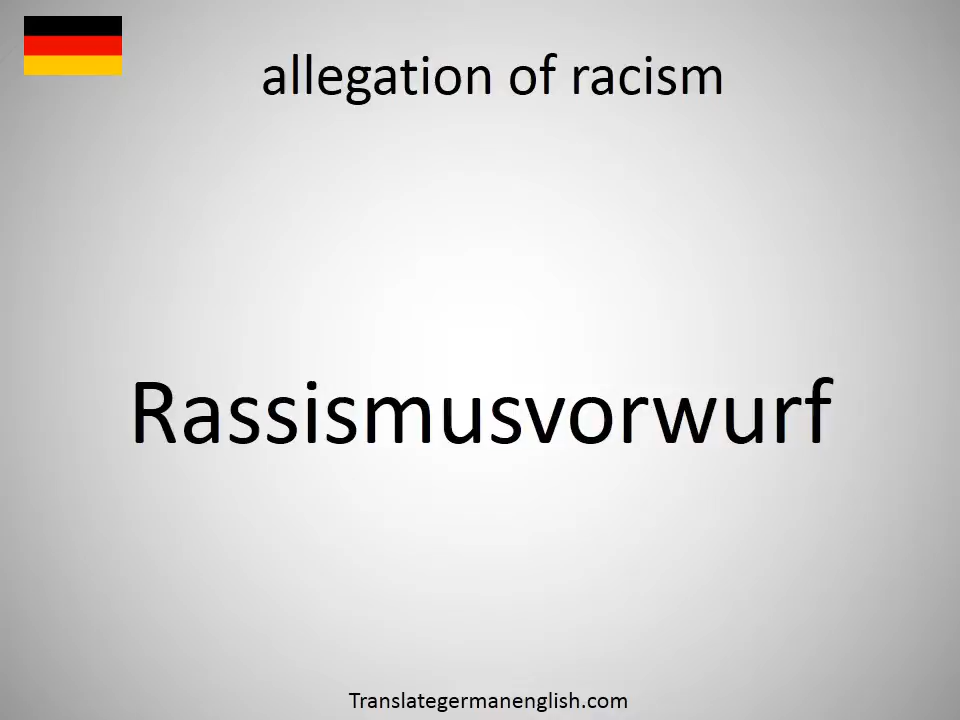 allegation of racism
Rassismusvorwurf
Translategermanenglish.com